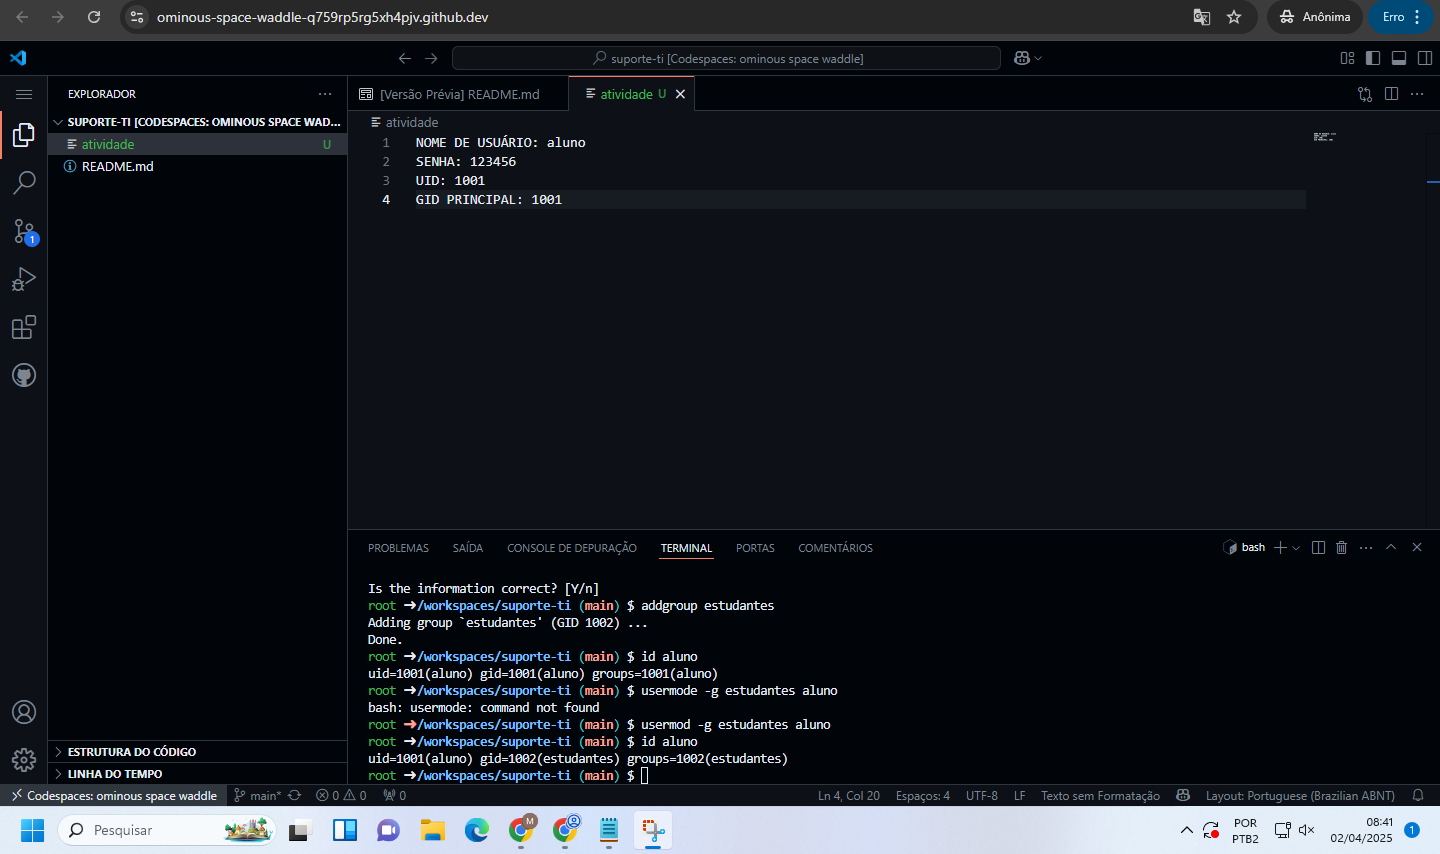 ominous-space-waddle-q759rp5rg5xh4pjv.github.dev
Anônima
Erro
suporte-ti [Codespaces: ominous space waddle]
EXPLORADOR
SUPORTE-TI [CODESPACES: OMINOUS SPACE WAD...
atividade U
README.md
ESTRUTURA DO CÓDIGO
LINHA DO TEMPO
[Versão Prévia] README.md
atividade U
atividade
1 NOME DE USUÁRIO: aluno
2 SENHA: 123456
3 UID: 1001
4 GID PRINCIPAL: 1001
PROBLEMAS SAÍDA CONSOLE DE DEPURAÇÃO TERMINAL PORTAS COMENTÁRIOS
bash
Is the information correct? [Y/n]
root ➜/workspaces/suporte-ti (main) $ addgroup estudantes
Adding group `estudantes' (GID 1002) ...
Done.
root ➜/workspaces/suporte-ti (main) $ id aluno
uid=1001(aluno) gid=1001(aluno) groups=1001(aluno)
root ➜/workspaces/suporte-ti (main) $ usermode -g estudantes aluno
bash: usermode: command not found
root ➜/workspaces/suporte-ti (main) $ usermod -g estudantes aluno
root ➜/workspaces/suporte-ti (main) $ id aluno
uid=1001(aluno) gid=1002(estudantes) groups=1002(estudantes)
root ➜/workspaces/suporte-ti (main) $
1
Codespaces: ominous space waddle main* 0 0 0
Ln 4, Col 20 Espaços: 4 UTF-8 LF Texto sem Formatação Layout: Portuguese (Brazilian ABNT)
Pesquisar
M
POR
PTB2
08:41
02/04/2025
1